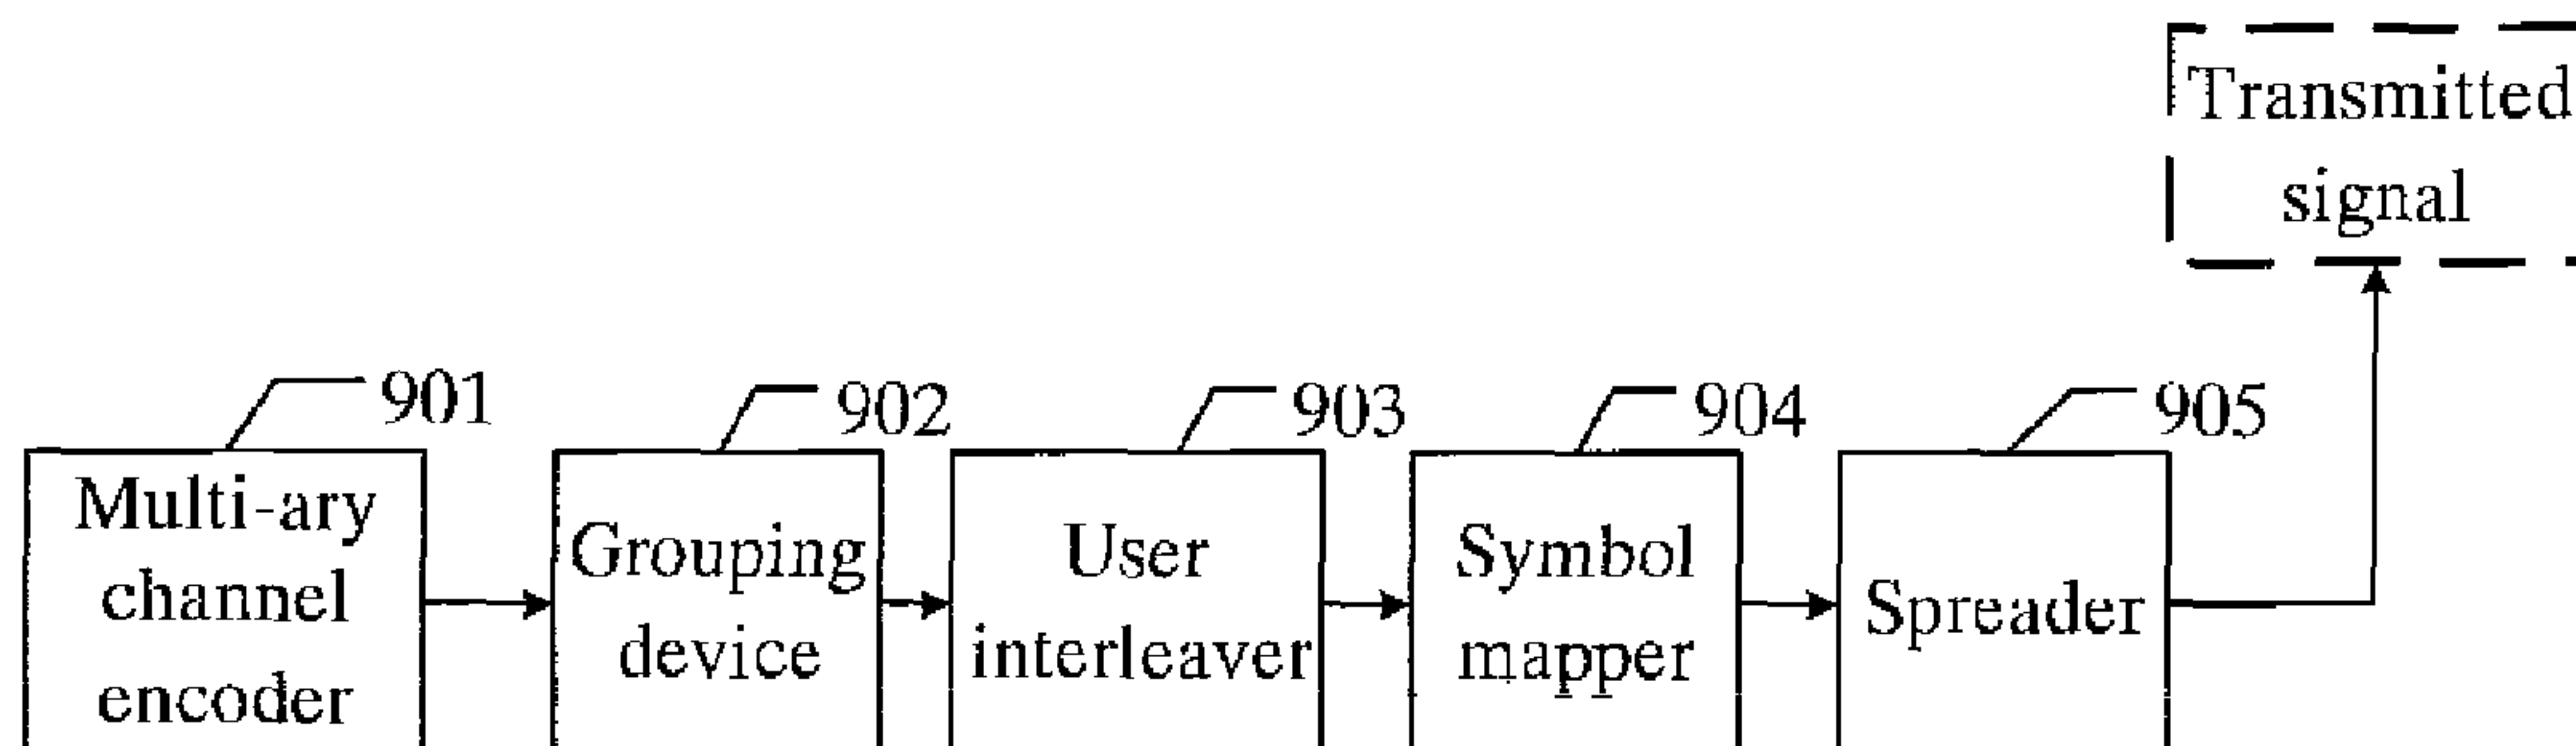 Transmitted
signal
901
902
903
904
905
Multi-ary
channel
encoder
Grouping
device
User
interleaver
Symbol
mapper
Spreader